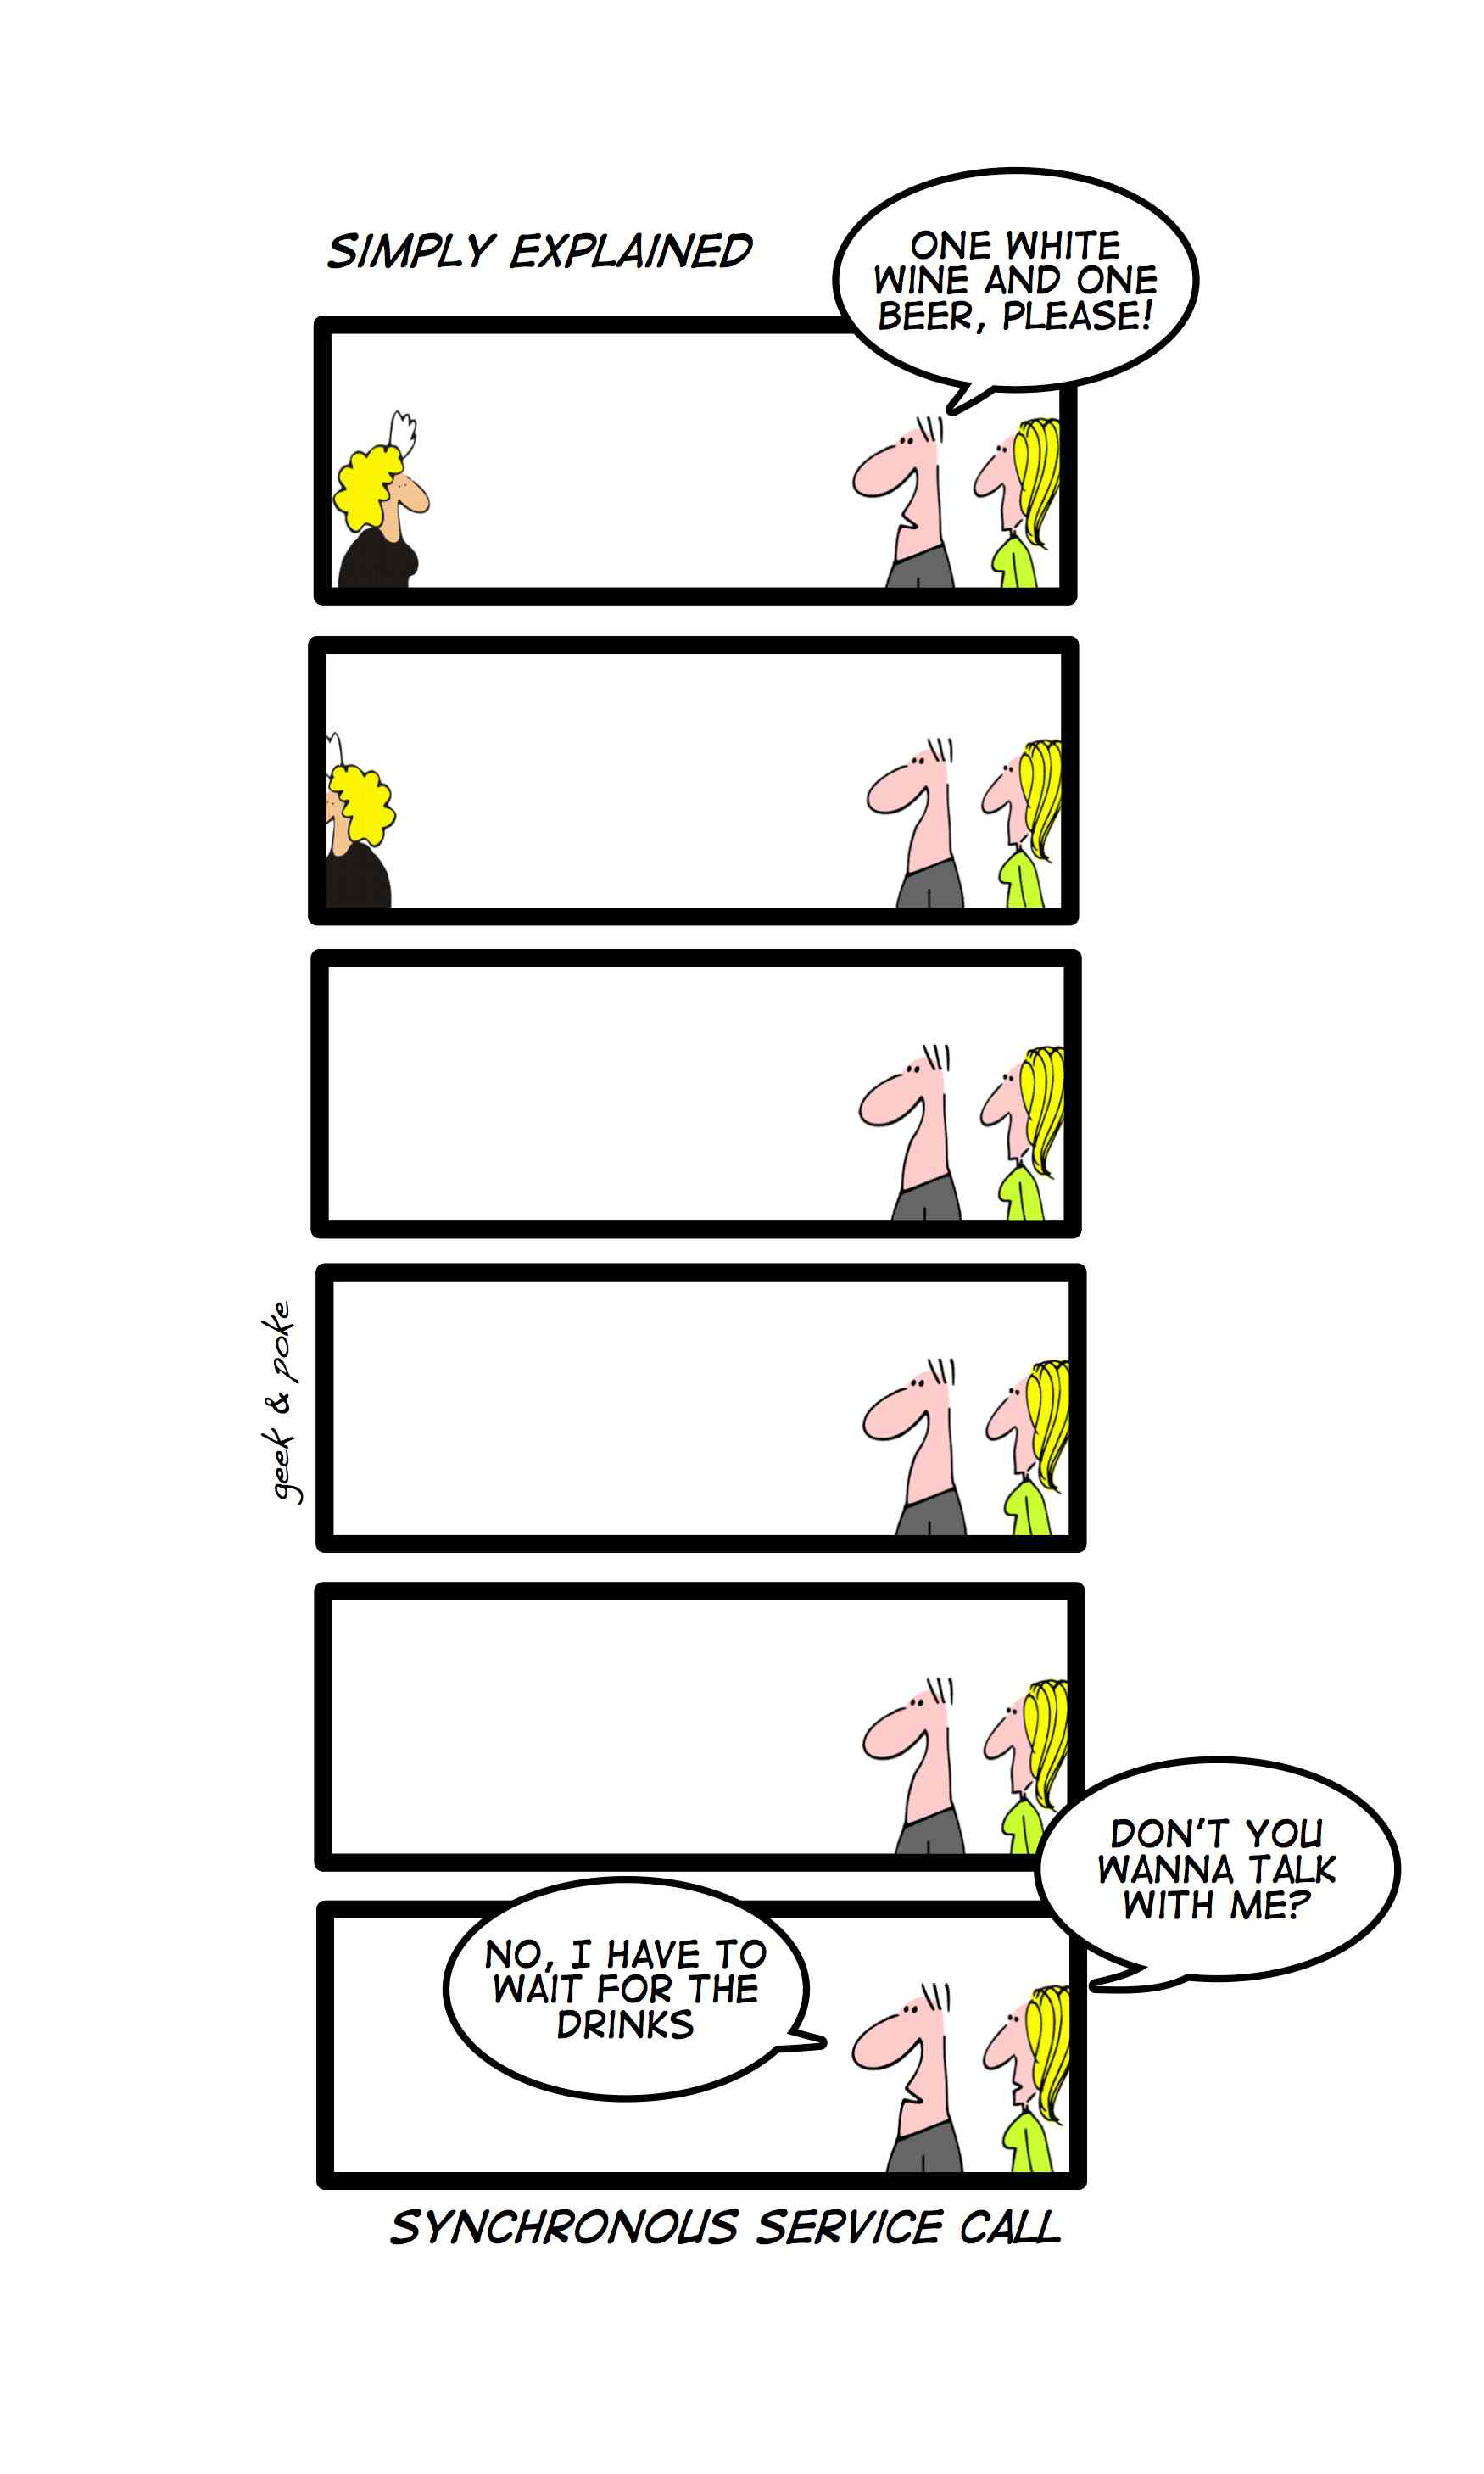 SIMPLY EXPLAINED
ONE WHITE
WINE AND ONE
BEER, PLEASE!
geek & poke
DON'T YOU
WANNA TALK
WITH ME?
NO, I HAVE TO
WAIT FOR THE
DRINKS
SYNCHRONOUS SERVICE CALL